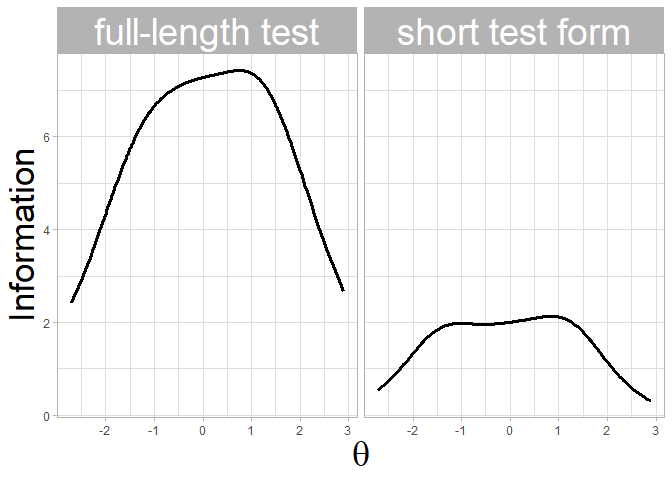 full-length test
short test form
Information
6
4
2
0
-2 -1 0 1 2 3
-2 -1 0 1 2 3
θ